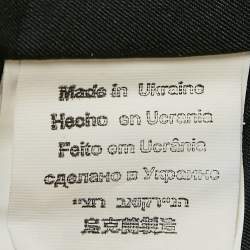 Made in Ukraine
Hecho en Ucrania
Feito em Ucrânia
сделано в Украине
烏克蘭製造